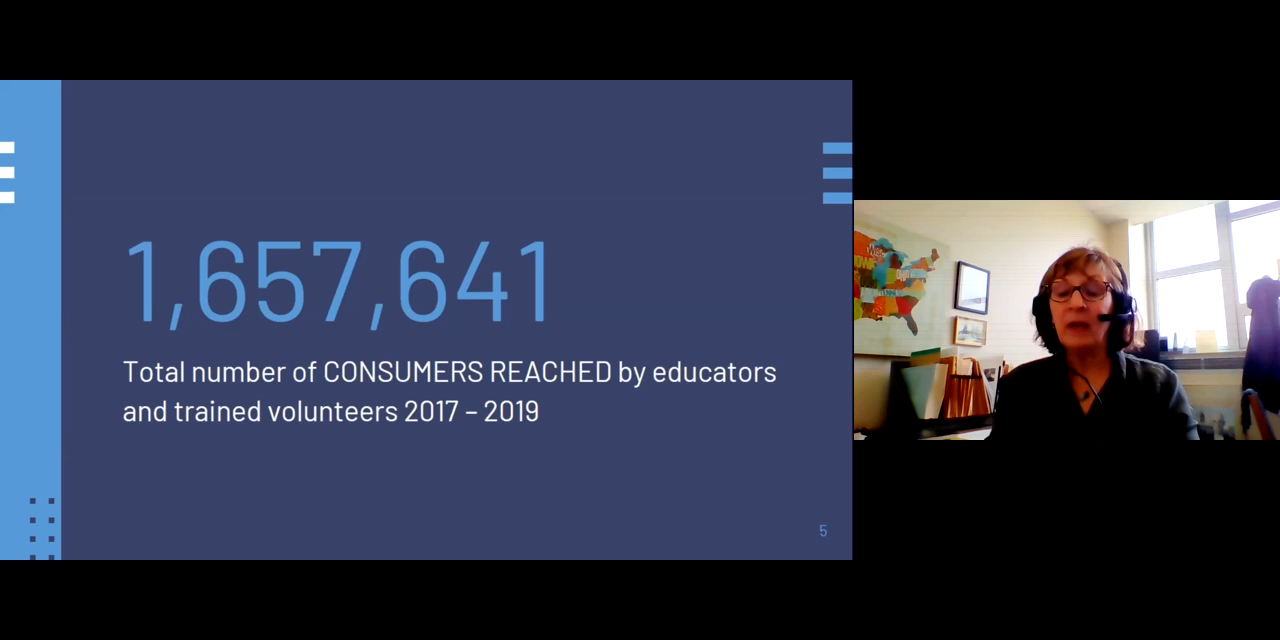 1,657,641
Total number of CONSUMERS REACHED by educators
and trained volunteers 2017 – 2019
5